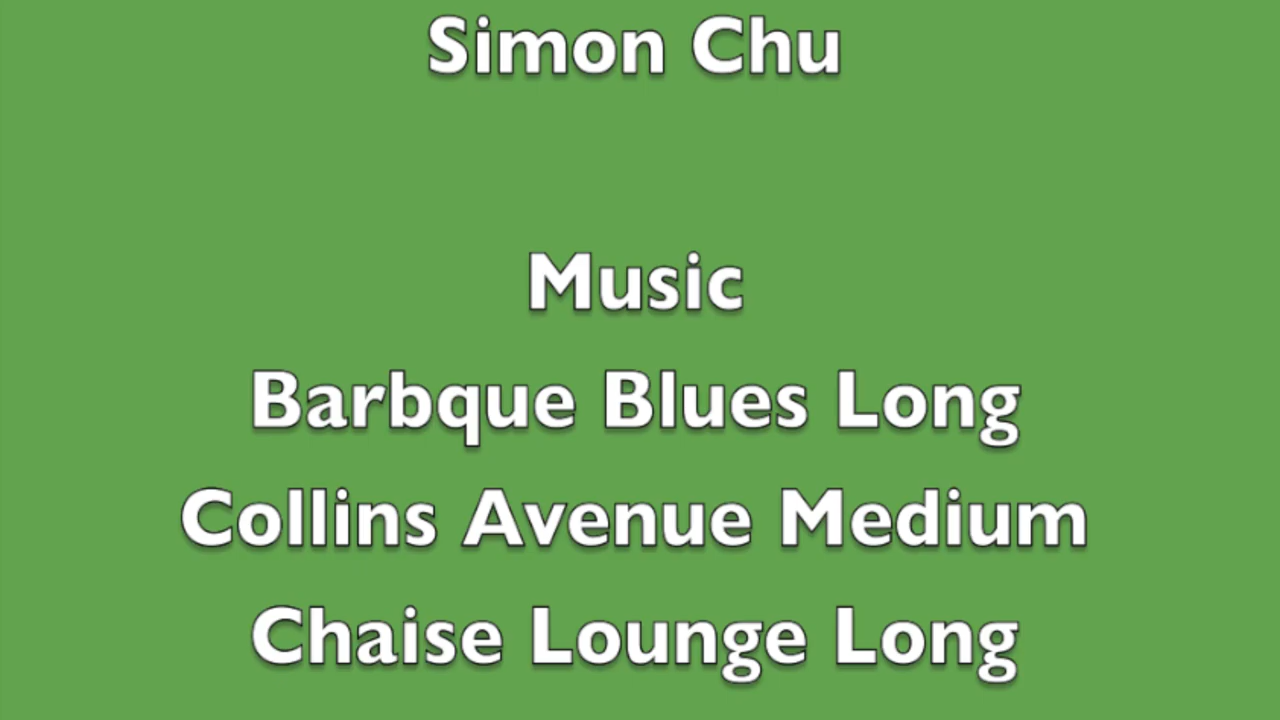 Simon Chu
Music
Barbque Blues Long
Collins Avenue Medium
Chaise Lounge Long